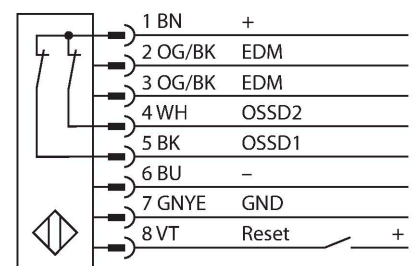 1 BN +
2 OG/BK EDM
3 OG/BK EDM
4 WH OSSD2
5 BK OSSD1
6 BU –
7 GNYE GND
8 VT Reset +